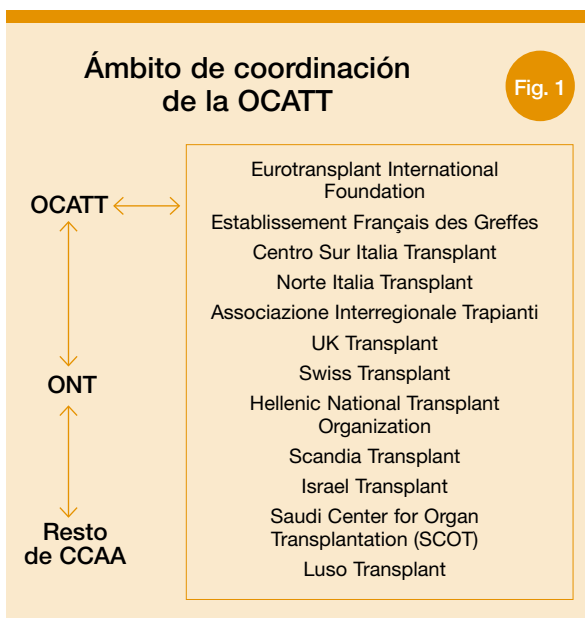 Ámbito de coordinación
de la OCATT
Fig. 1
OCATT
ONT
Resto
de CCAA
Eurotransplant International
Foundation
Établissement Français des Greffes
Centro Sur Italia Transplant
Norte Italia Transplant
Associazione Interregionale Trapianti
UK Transplant
Swiss Transplant
Hellenic National Transplant
Organization
Scandia Transplant
Israel Transplant
Saudi Center for Organ
Transplantation (SCOT)
Luso Transplant